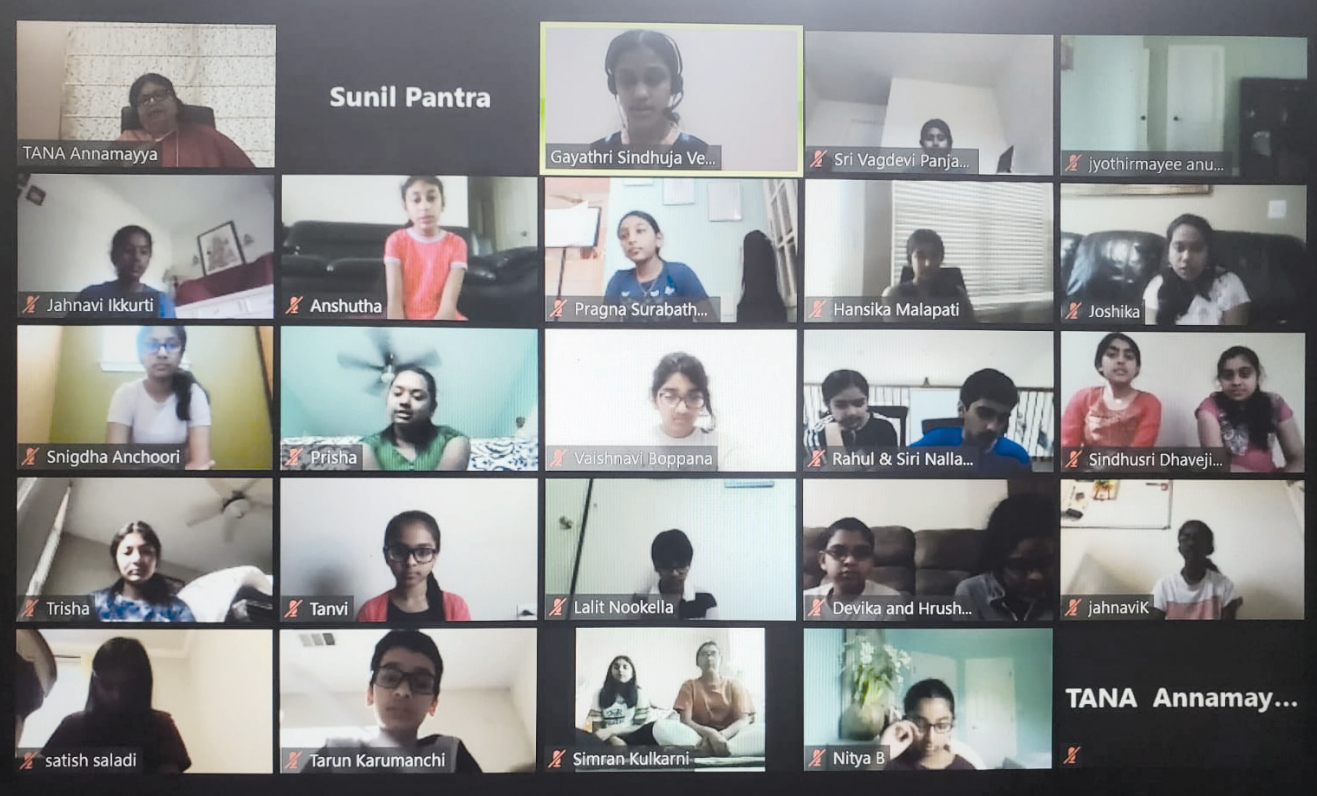 TANA Annamayya
Sunil Pantra
Gayathri Sindhuja Ve...
Sri Vagdevi Panja...
jyothirmayee anu...
Jahnavi Ikkurti
Anshutha
Pragna Surabath...
Hansika Malapati
Joshika
Snigdha Anchoori
Prisha
Vaishnavi Boppana
Rahul & Siri Nalla...
Sindhusri Dhaveji...
Trisha
Tanvi
Lalit Nookella
Devika and Hrush...
jahnaviK
satish saladi
Tarun Karumanchi
Simran Kulkarni
Nitya B
TANA Annamay...